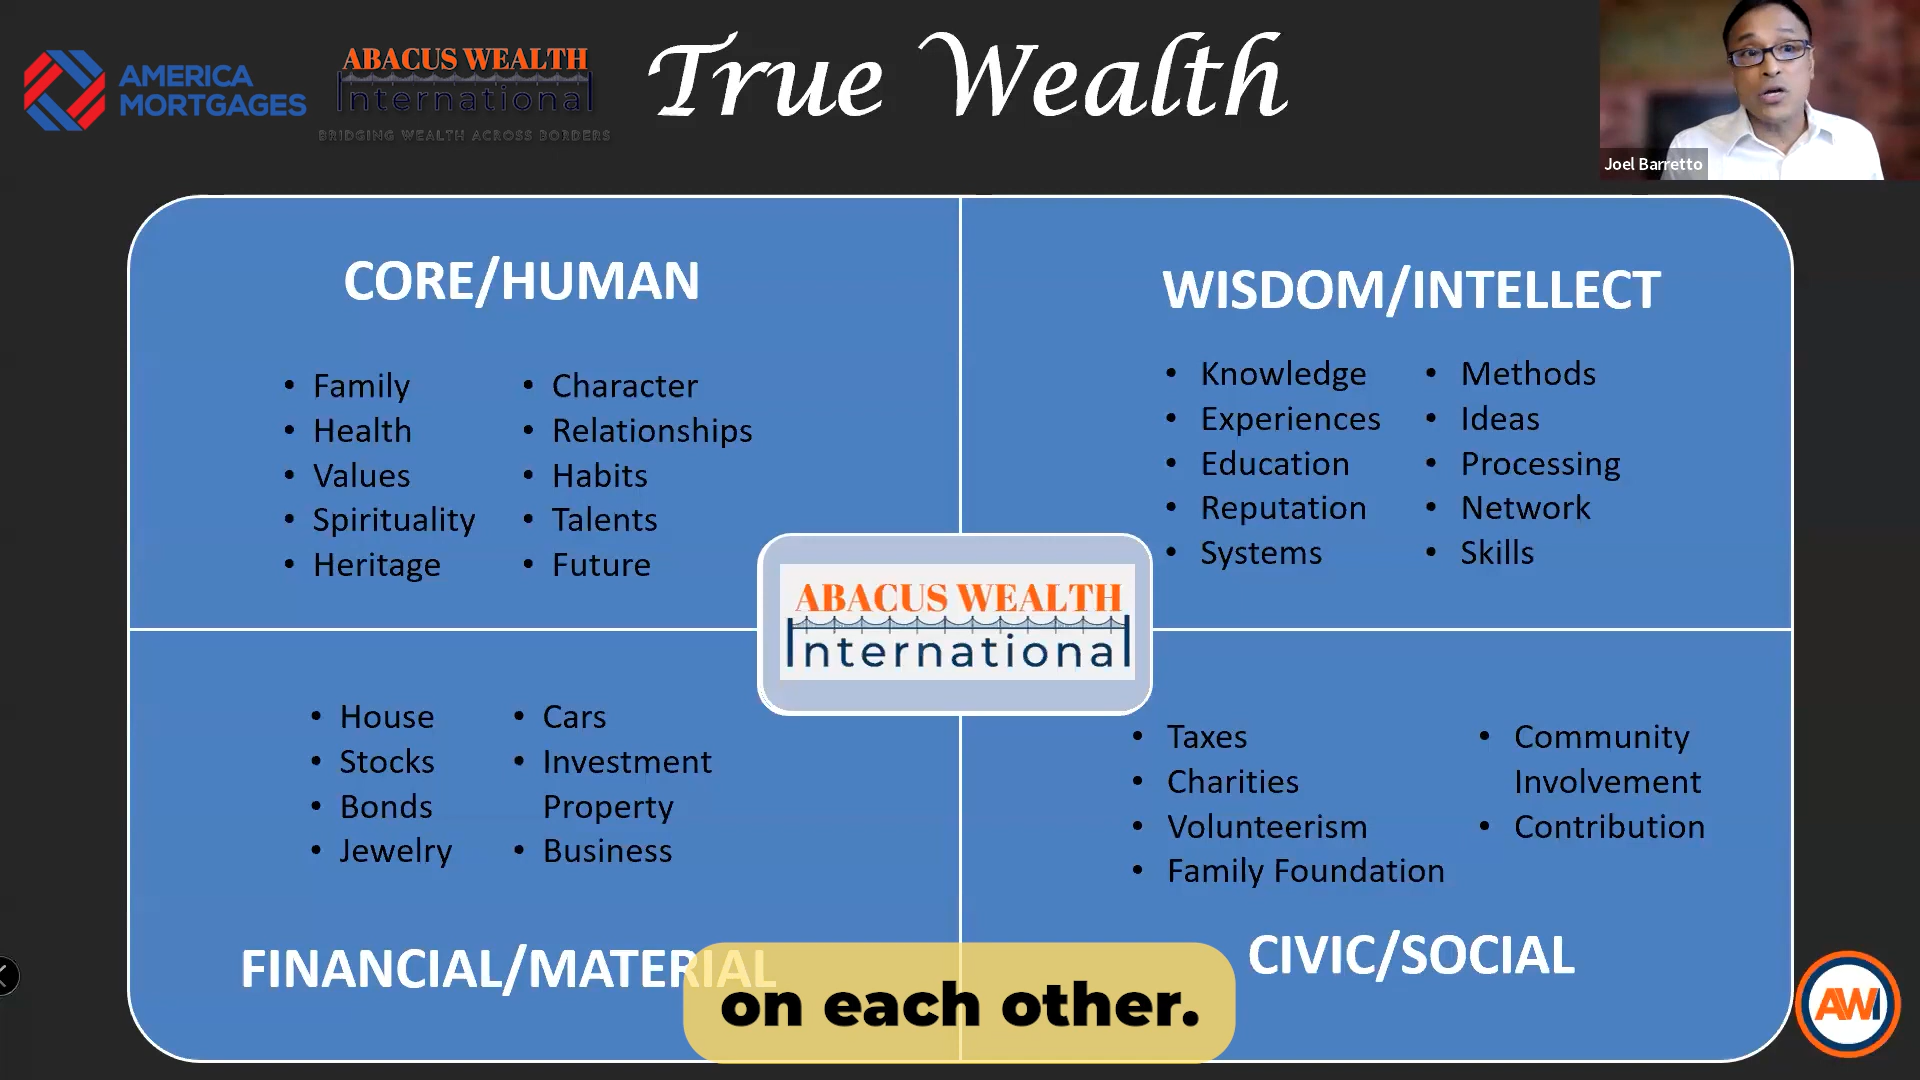 AMERICA
MORTGAGES
ABACUS WEALTH
International
BRIDGING WEALTH ACROSS BORDERS
True Wealth
Joel Barretto
CORE/HUMAN
• Family
• Health
• Values
• Spirituality
• Heritage
• Character
• Relationships
• Habits
• Talents
• Future
WISDOM/INTELLECT
• Knowledge
• Experiences
• Education
• Reputation
• Systems
• Methods
• Ideas
• Processing
• Network
• Skills
ABACUS WEALTH
International
• House
• Stocks
• Bonds
• Jewelry
• Cars
• Investment
Property
• Business
FINANCIAL/MATERIAL
• Taxes
• Charities
• Volunteerism
• Family Foundation
• Community
Involvement
• Contribution
CIVIC/SOCIAL
on each other.
AWI